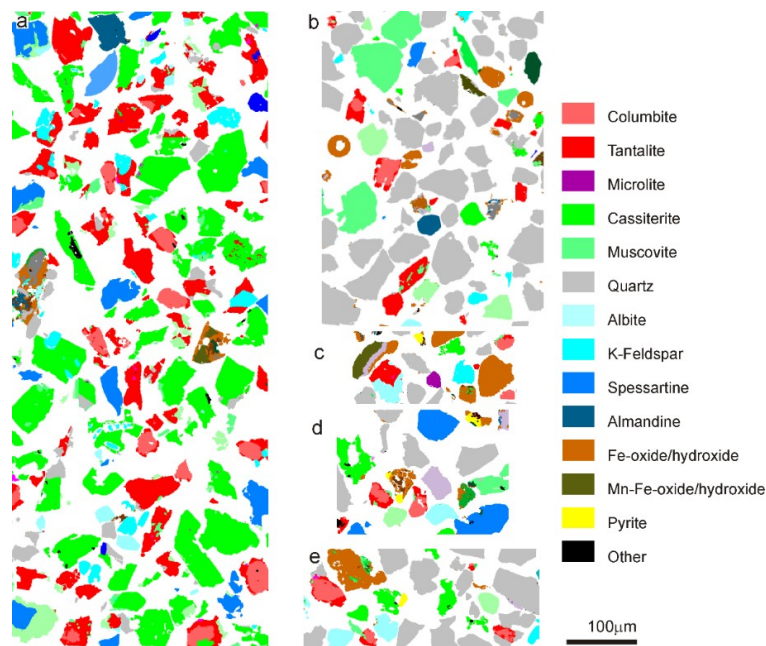 a
b
c
d
e
Columbite
Tantalite
Microlite
Cassiterite
Muscovite
Quartz
Albite
K-Feldspar
Spessartine
Almandine
Fe-oxide/hydroxide
Mn-Fe-oxide/hydroxide
Pyrite
Other
100μm